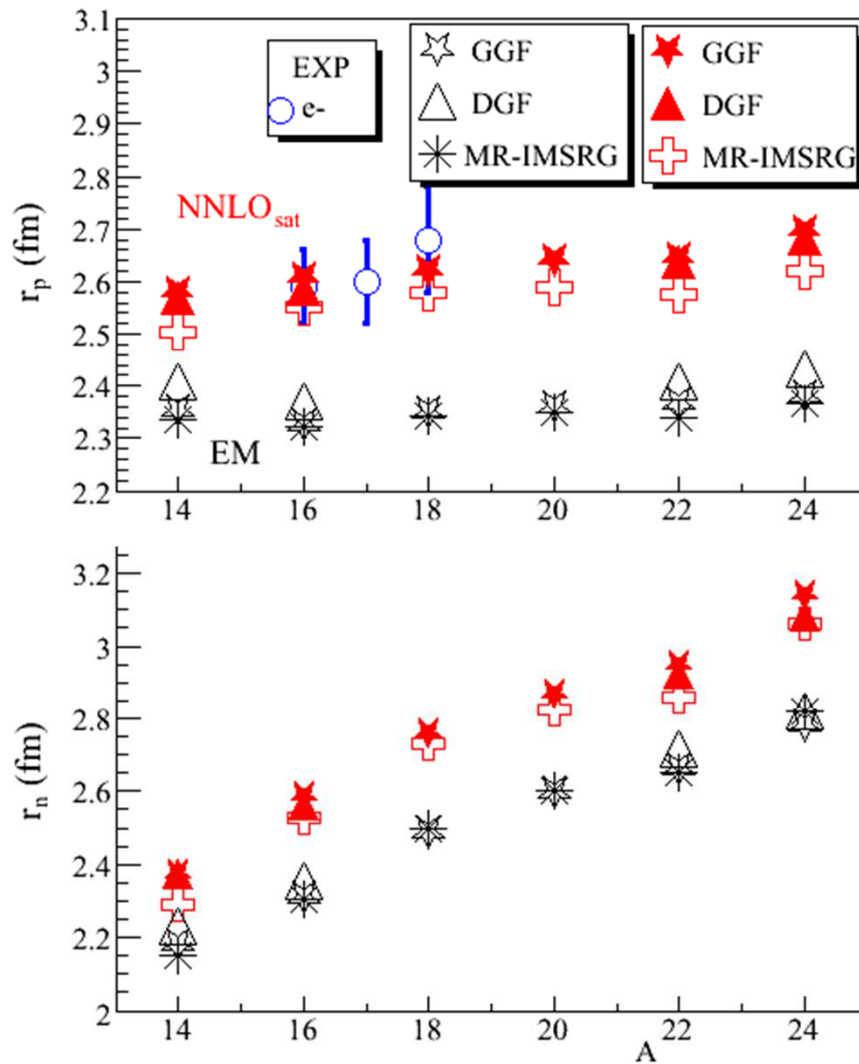 3.1
3
2.9
2.8
2.7
2.6
2.5
2.4
2.3
2.2
r_p (fm)
EXP
e-
GGF
DGF
MR-IMSRG
GGF
DGF
MR-IMSRG
NNLO_sat
EM
14 16 18 20 22 24
3.2
3
2.8
2.6
2.4
2.2
2
r_n (fm)
14 16 18 20 22 24
A